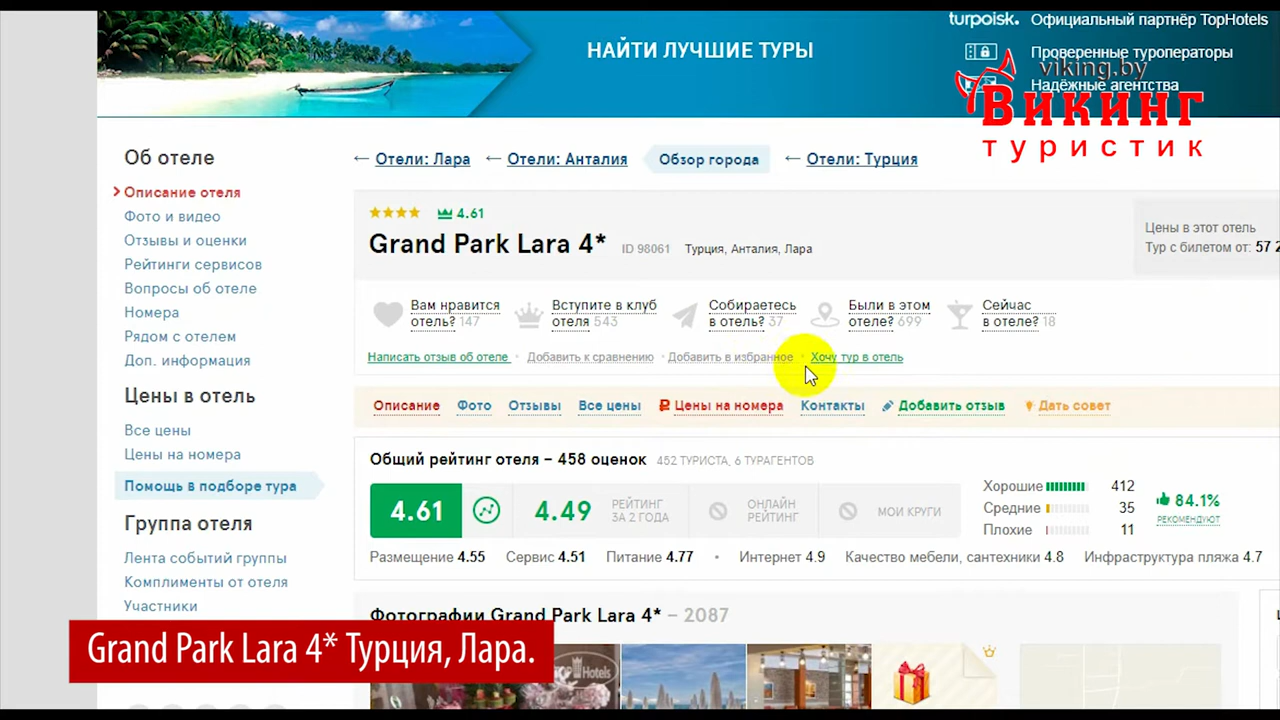 turpoisk. Официальный партнёр TopHotels
НАЙТИ ЛУЧШИЕ ТУРЫ
Проверенные туроператоры
viking.by
Надёжные агентства
Викинг
туристик
Об отеле
Описание отеля
Фото и видео
Отзывы и оценки
Рейтинги сервисов
Вопросы об отеле
Номера
Рядом с отелем
Доп. информация
Цены в отель
Все цены
Цены на номера
Помощь в подборе тура
Группа отеля
Лента событий группы
Комплименты от отеля
Участники
← Отели: Лара ← Отели: Анталия Обзор города ← Отели: Турция
4.61
Grand Park Lara 4* ID 98061 Турция, Анталия, Лара
Цены в этот отель
Тур с билетом от: 57 2
Вам нравится отель? 147
Вступите в клуб отеля 543
Собираетесь в отель? 37
Были в этом отеле? 699
Сейчас в отеле? 18
Написать отзыв об отеле • Добавить к сравнению • Добавить в избранное • Хочу тур в отель
Описание Фото Отзывы Все цены Цены на номера Контакты Добавить отзыв Дать совет
Общий рейтинг отеля – 458 оценок 452 ТУРИСТА, 6 ТУРАГЕНТОВ
4.61
4.49 РЕЙТИНГ ЗА 2 ГОДА
ОНЛАЙН РЕЙТИНГ
МОИ КРУГИ
Хорошие 412
Средние 35
Плохие 11
84.1%
РЕКОМЕНДУЮТ
Размещение 4.55 Сервис 4.51 Питание 4.77 • Интернет 4.9 Качество мебели, сантехники 4.8 Инфраструктура пляжа 4.7
Фотографии Grand Park Lara 4* – 2087
Hotels
Grand Park Lara 4* Турция, Лара.